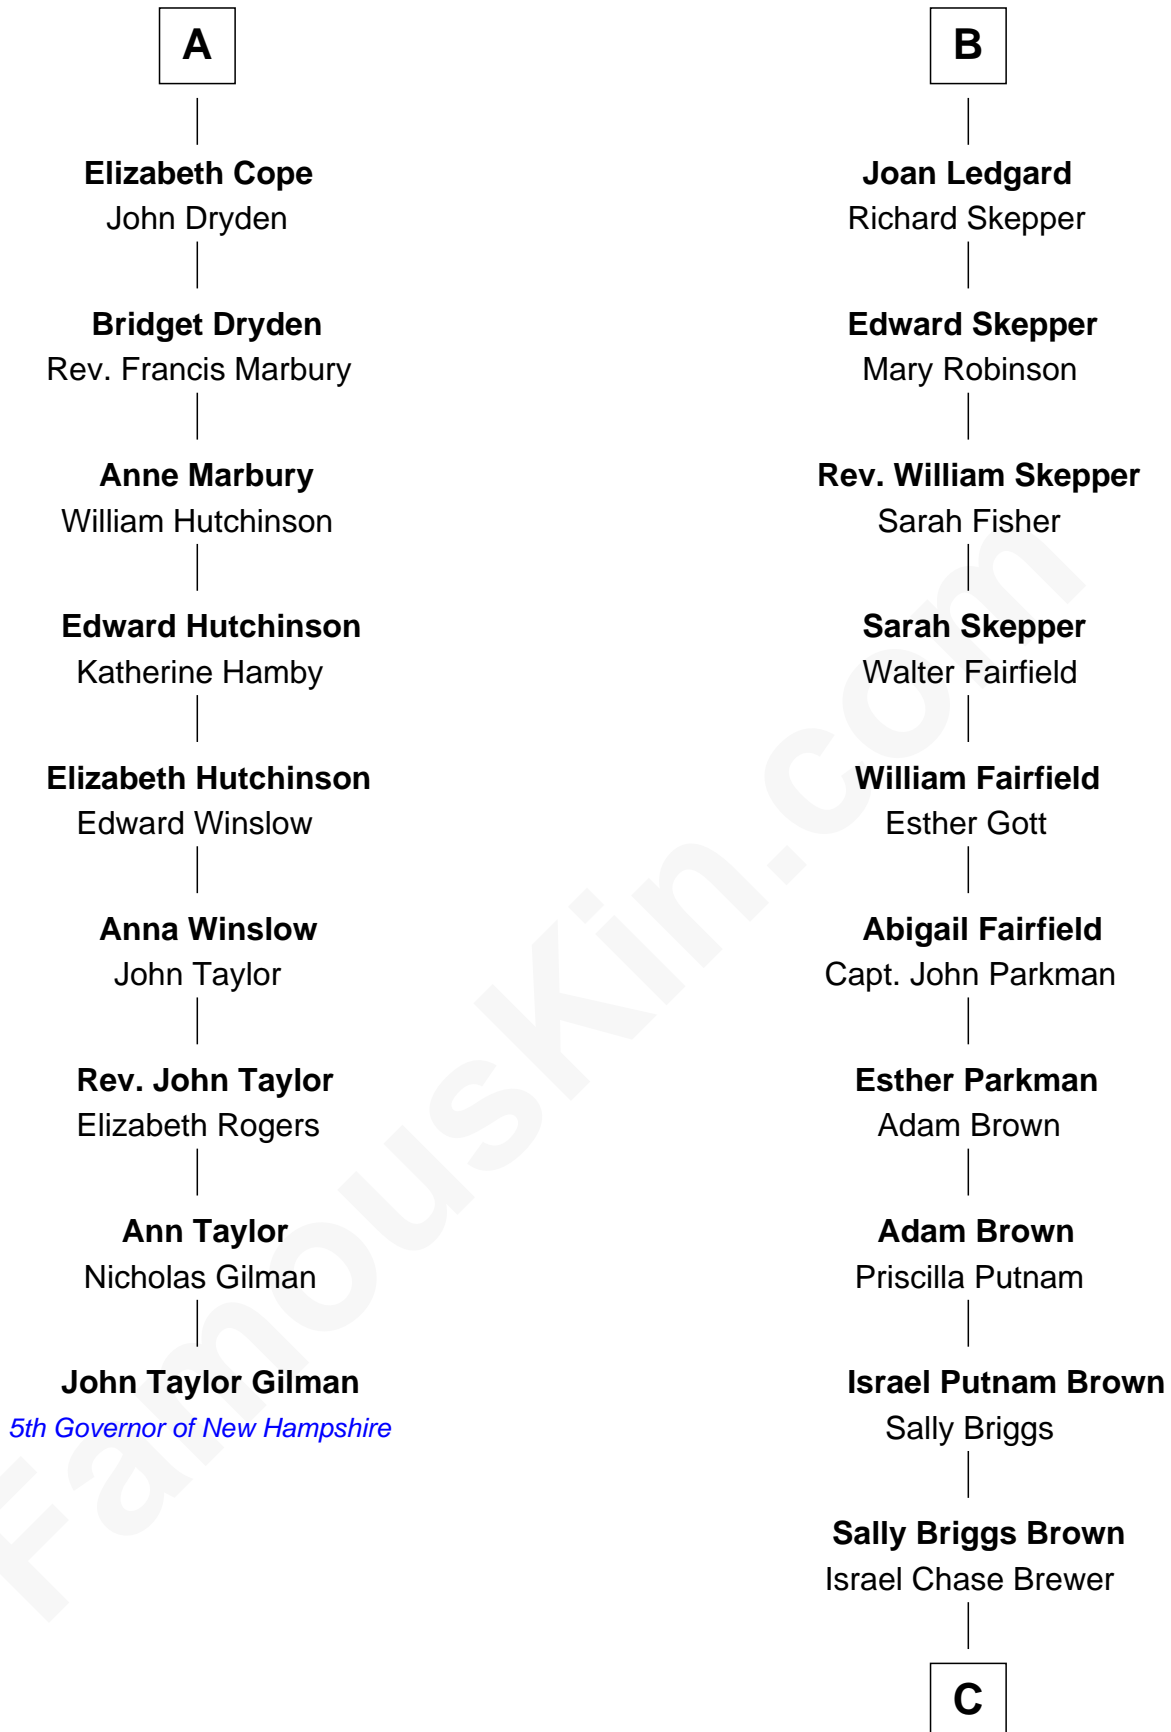 A
Elizabeth Cope
John Dryden
Bridget Dryden
Rev. Francis Marbury
Anne Marbury
William Hutchinson
Edward Hutchinson
Katherine Hamby
Elizabeth Hutchinson
Edward Winslow
Anna Winslow
John Taylor
Rev. John Taylor
Elizabeth Rogers
Ann Taylor
Nicholas Gilman
John Taylor Gilman
5th Governor of New Hampshire
B
Joan Ledgard
Richard Skepper
Edward Skepper
Mary Robinson
Rev. William Skepper
Sarah Fisher
Sarah Skepper
Walter Fairfield
William Fairfield
Esther Gott
Abigail Fairfield
Capt. John Parkman
Esther Parkman
Adam Brown
Adam Brown
Priscilla Putnam
Israel Putnam Brown
Sally Briggs
Sally Briggs Brown
Israel Chase Brewer
C
FamousKin.com